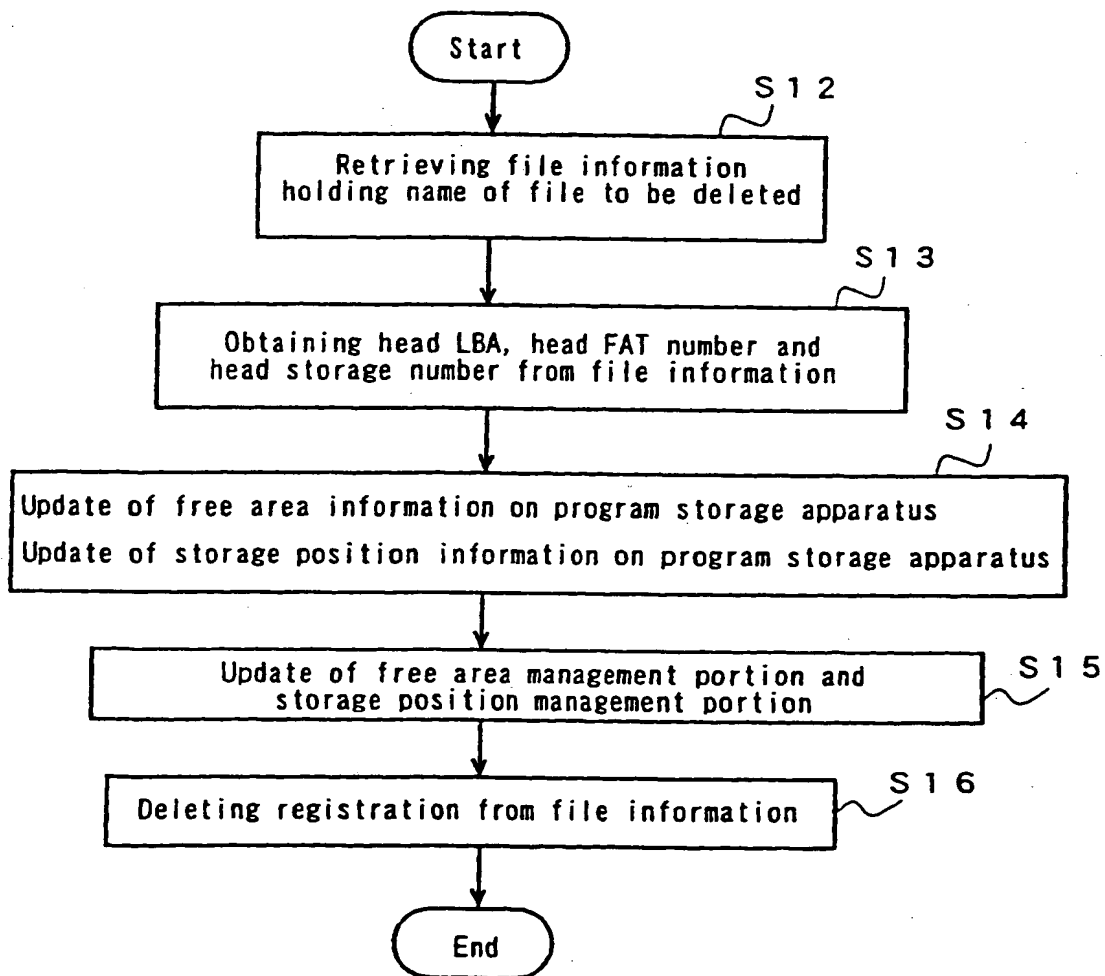 Start
S12
Retrieving file information
holding name of file to be deleted
S13
Obtaining head LBA, head FAT number and
head storage number from file information
S14
Update of free area information on program storage apparatus
Update of storage position information on program storage apparatus
Update of free area management portion and
storage position management portion
S15
Deleting registration from file information
S16
End